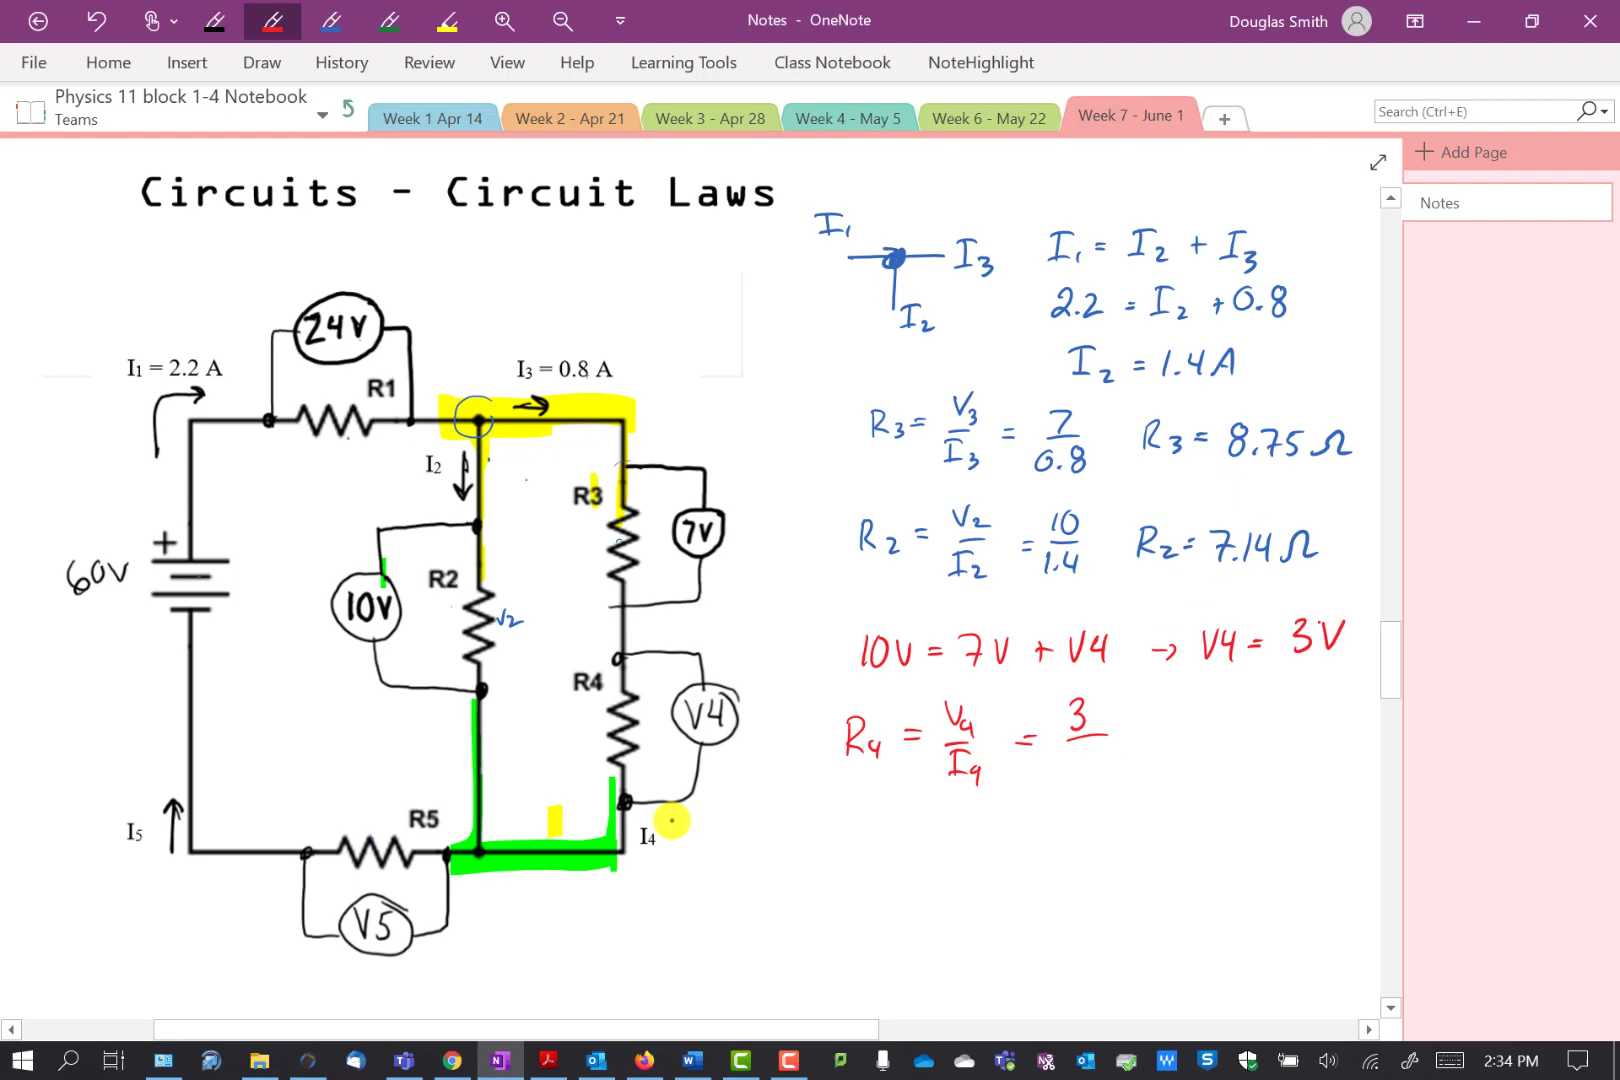 Notes - OneNote
Douglas Smith
File Home Insert Draw History Review View Help Learning Tools Class Notebook NoteHighlight
Physics 11 block 1-4 Notebook
Teams
Week 1 Apr 14
Week 2 - Apr 21
Week 3 - Apr 28
Week 4 - May 5
Week 6 - May 22
Week 7 - June 1
Search (Ctrl+E)
Add Page
Notes
Circuits - Circuit Laws
24V
I1 = 2.2 A
R1
I3 = 0.8 A
I2
R3
7V
+
60V
10V
R2
V2
R4
V4
I5
R5
I4
V5
I1
I3
I2
I1 = I2 + I3
2.2 = I2 + 0.8
I2 = 1.4A
R3 = V3/I3 = 7/0.8 R3 = 8.75 Ω
R2 = V2/I2 = 10/1.4 R2 = 7.14 Ω
10V = 7V + V4 → V4 = 3V
R4 = V4/I4 = 3
2:34 PM